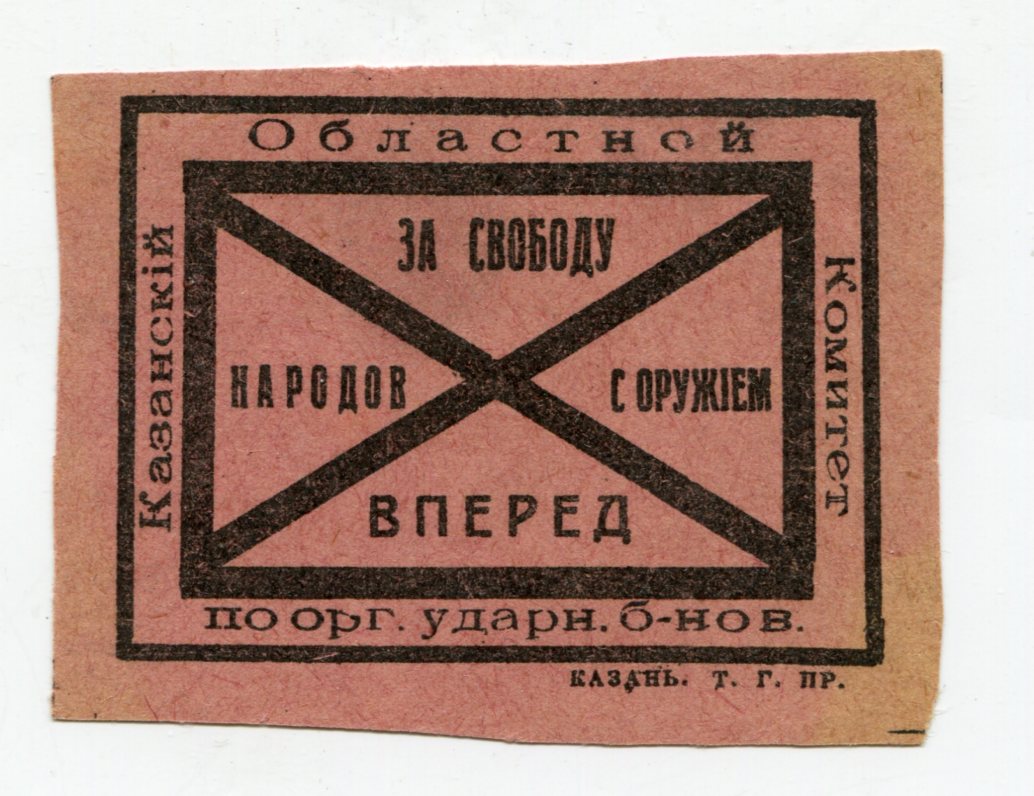 Казанскій
Областной
Комитет
по орг. ударн. б-нов.
ЗА СВОБОДУ
НАРОДОВ
С ОРУЖІЕМ
ВПЕРЕД
КАЗАНЬ. Т. Г. ПР.